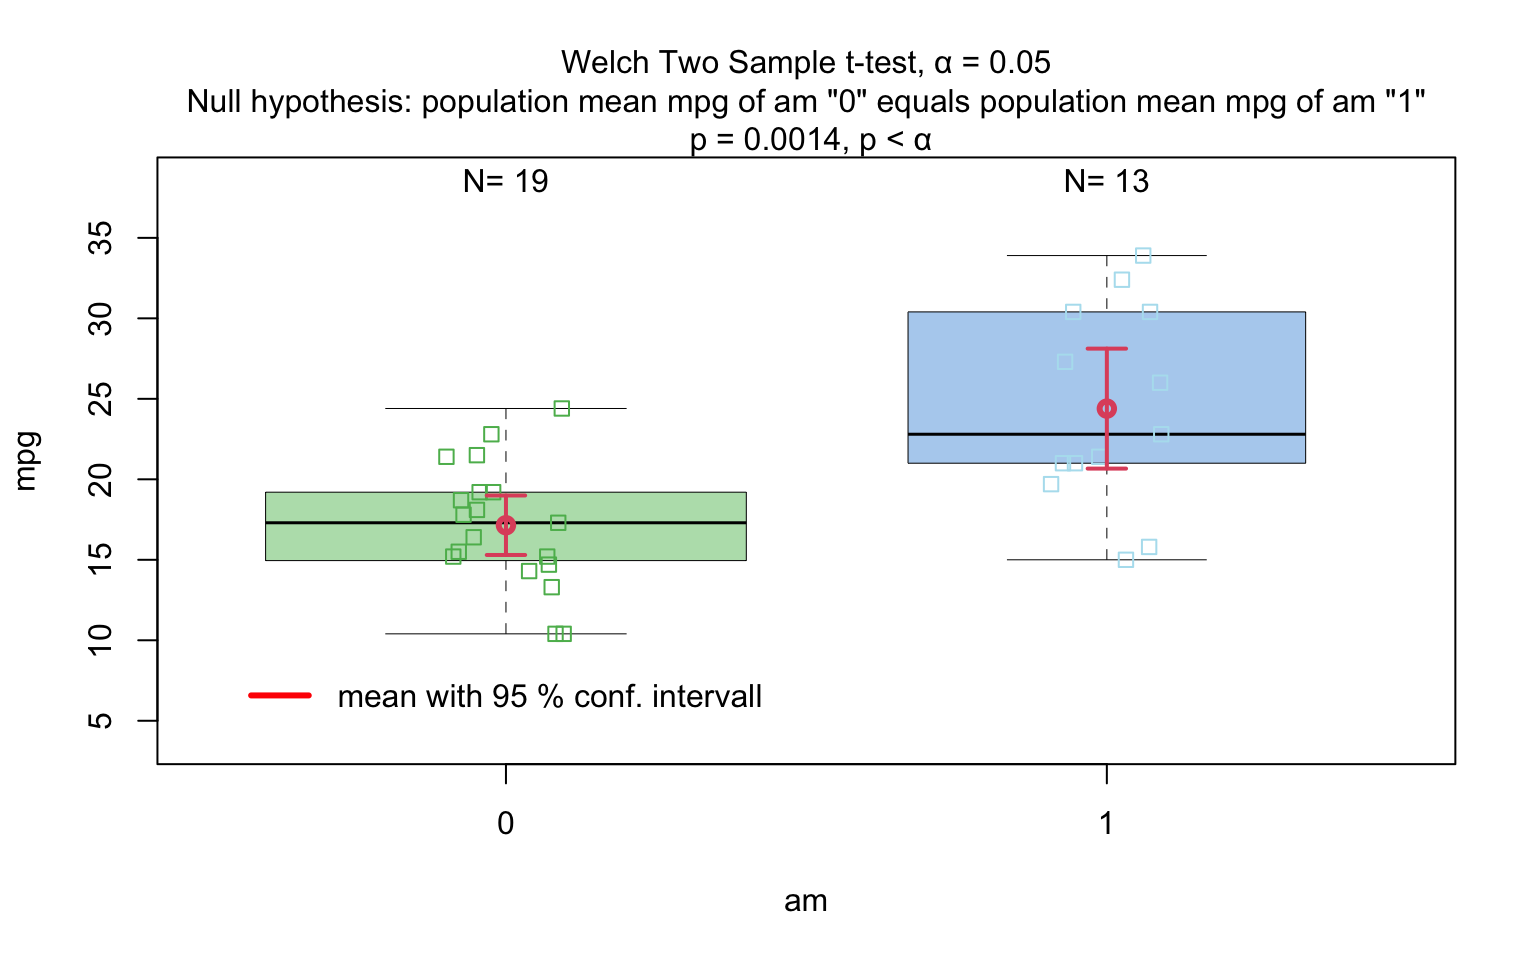 Welch Two Sample t-test, α = 0.05
Null hypothesis: population mean mpg of am "0" equals population mean mpg of am "1"
p = 0.0014, p < α
N= 19
N= 13
35
30
25
20
15
10
5
mpg
mean with 95 % conf. intervall
0
1
am